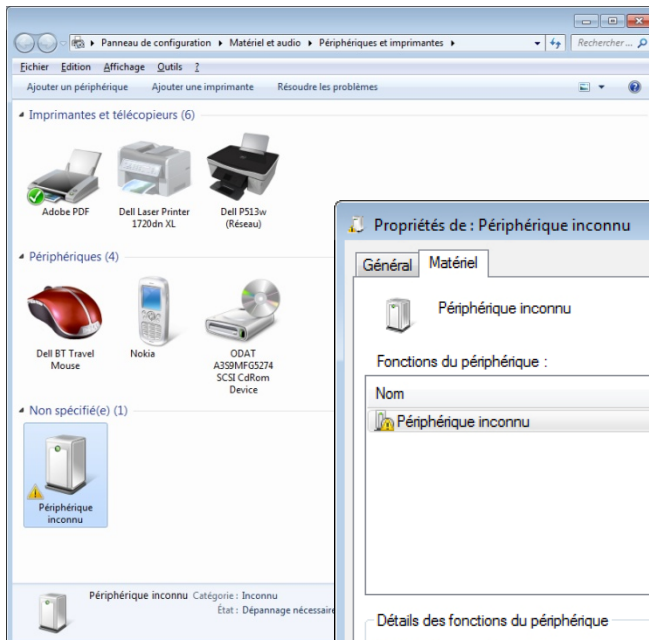 Panneau de configuration ▸ Matériel et audio ▸ Périphériques et imprimantes ▸
Rechercher ...
Fichier Edition Affichage Outils ?
Ajouter un périphérique Ajouter une imprimante Résoudre les problèmes
Imprimantes et télécopieurs (6)
Adobe PDF
Dell Laser Printer
1720dn XL
Dell P513w
(Réseau)
Périphériques (4)
Dell BT Travel
Mouse
Nokia
ODAT
A3S9MFG5274
SCSI CdRom
Device
Non spécifié(e) (1)
Périphérique
inconnu
Périphérique inconnu Catégorie : Inconnu
État : Dépannage nécessaire
Propriétés de : Périphérique inconnu
Général Matériel
Périphérique inconnu
Fonctions du périphérique :
Nom
Périphérique inconnu
Détails des fonctions du périphérique